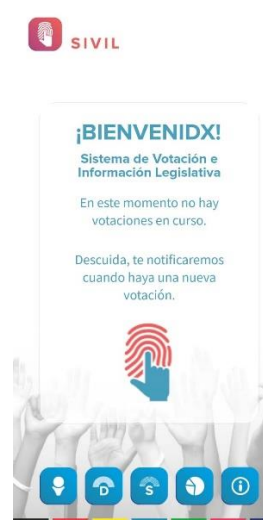 SIVIL
¡BIENVENIDX!
Sistema de Votación e
Información Legislativa
En este momento no hay
votaciones en curso.
Descuida, te notificaremos
cuando haya una nueva
votación.
D
S
i